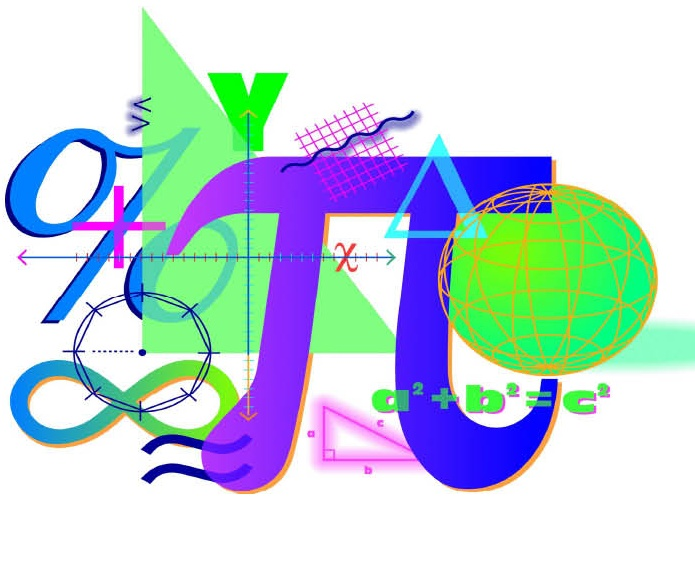 Y
< >
%
+
π
x
a² + b² = c²
a
c
b